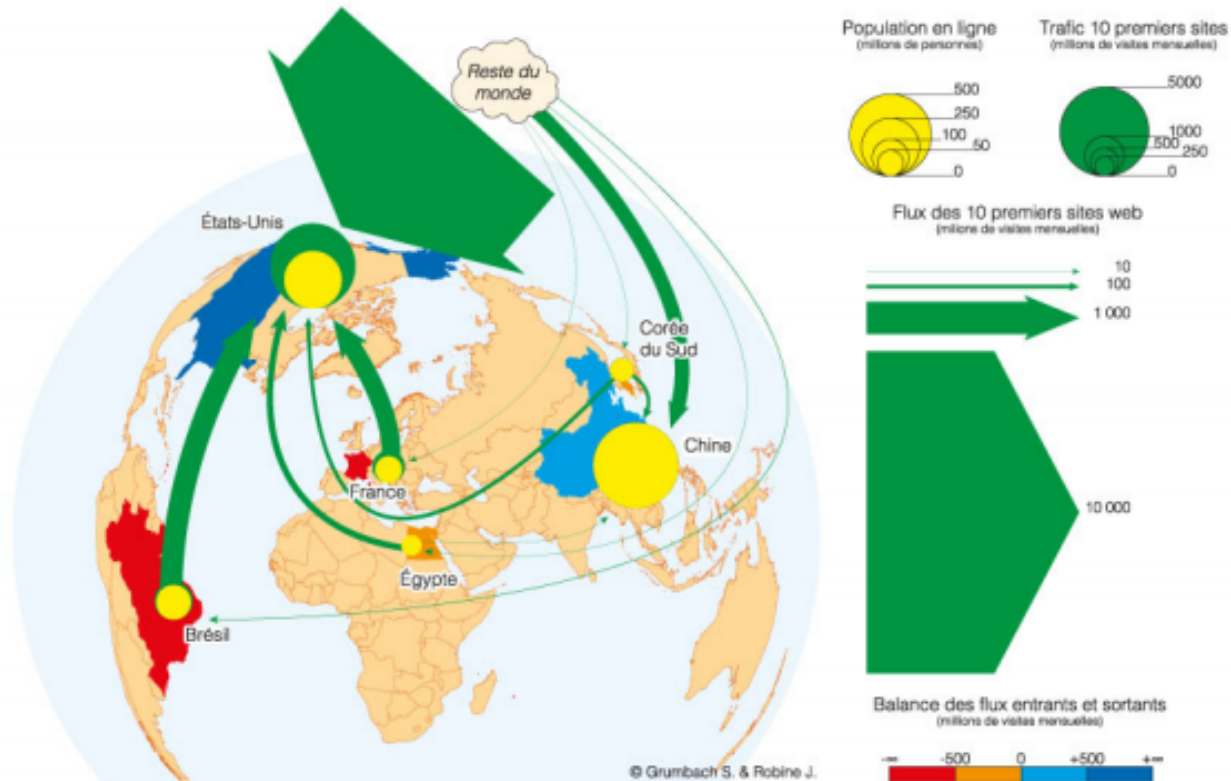 Reste du
monde
États-Unis
Corée
du Sud
Chine
France
Égypte
Brésil
© Grumbach S. & Robine J.
Population en ligne
(millions de personnes)
500
250
100
50
0
Trafic 10 premiers sites
(millions de visites mensuelles)
5000
1000
500
250
0
Flux des 10 premiers sites web
(millions de visites mensuelles)
10
100
1 000
10 000
Balance des flux entrants et sortants
(millions de visites mensuelles)
-∞ -500 0 +500 +∞